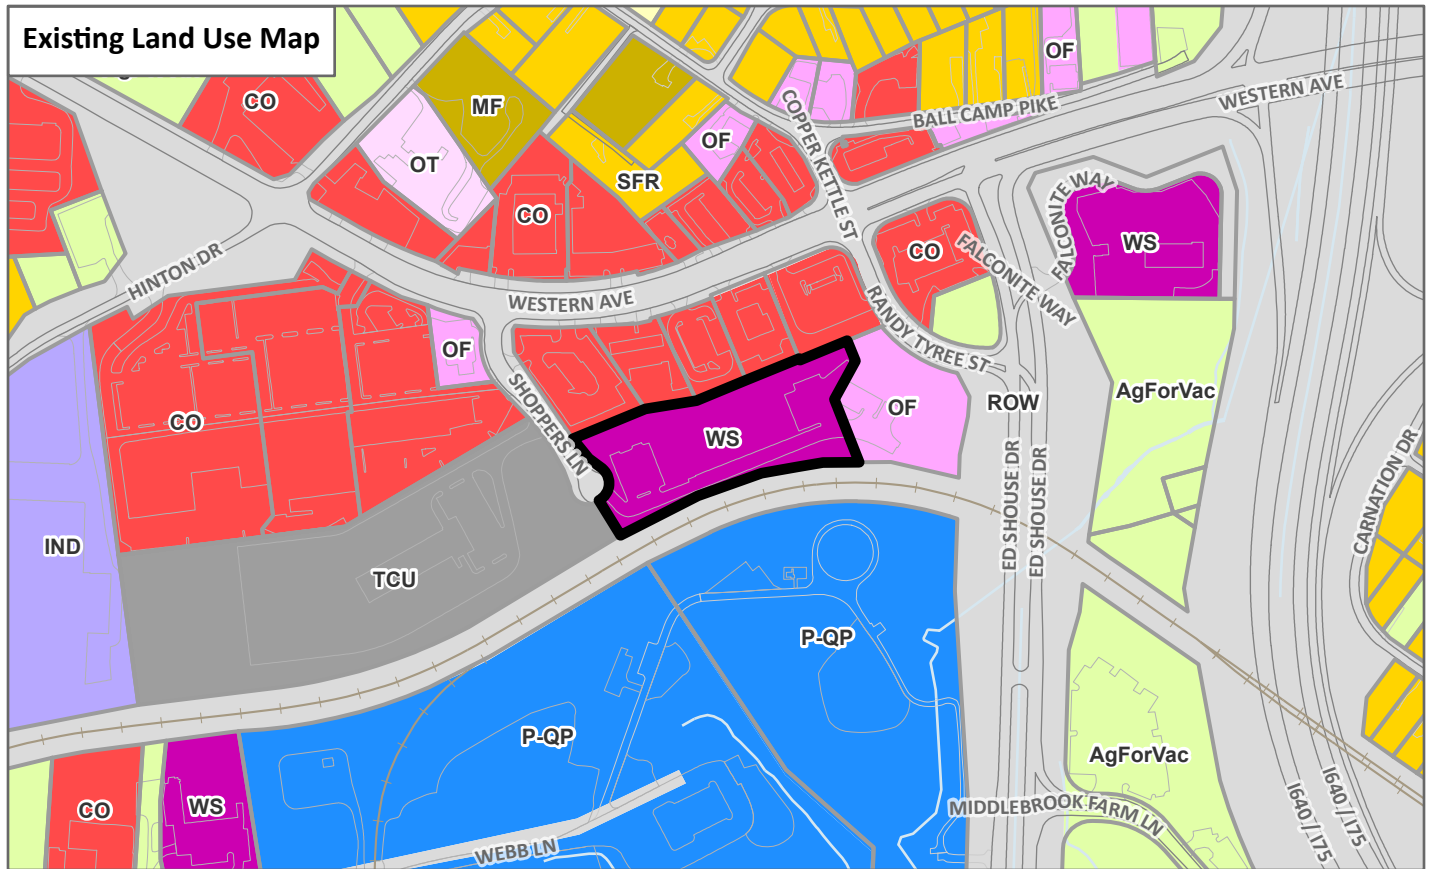 Existing Land Use Map
CO
MF
OT
OF
SFR
CO
OF
COPPER KETTLE ST
BALL CAMP PIKE
WESTERN AVE
FALCONITE WAY
WS
CO
FALCONITE WAY
HINTON DR
WESTERN AVE
RANDY TYREE ST
OF
SHOPPERS LN
CO
WS
OF
ROW
AgForVac
ED SHOUSE DR
ED SHOUSE DR
CARNATION DR
IND
TCU
P-QP
P-QP
AgForVac
CO
WS
WEBB LN
MIDDLEBROOK FARM LN
I640 / I75
I640 / I75